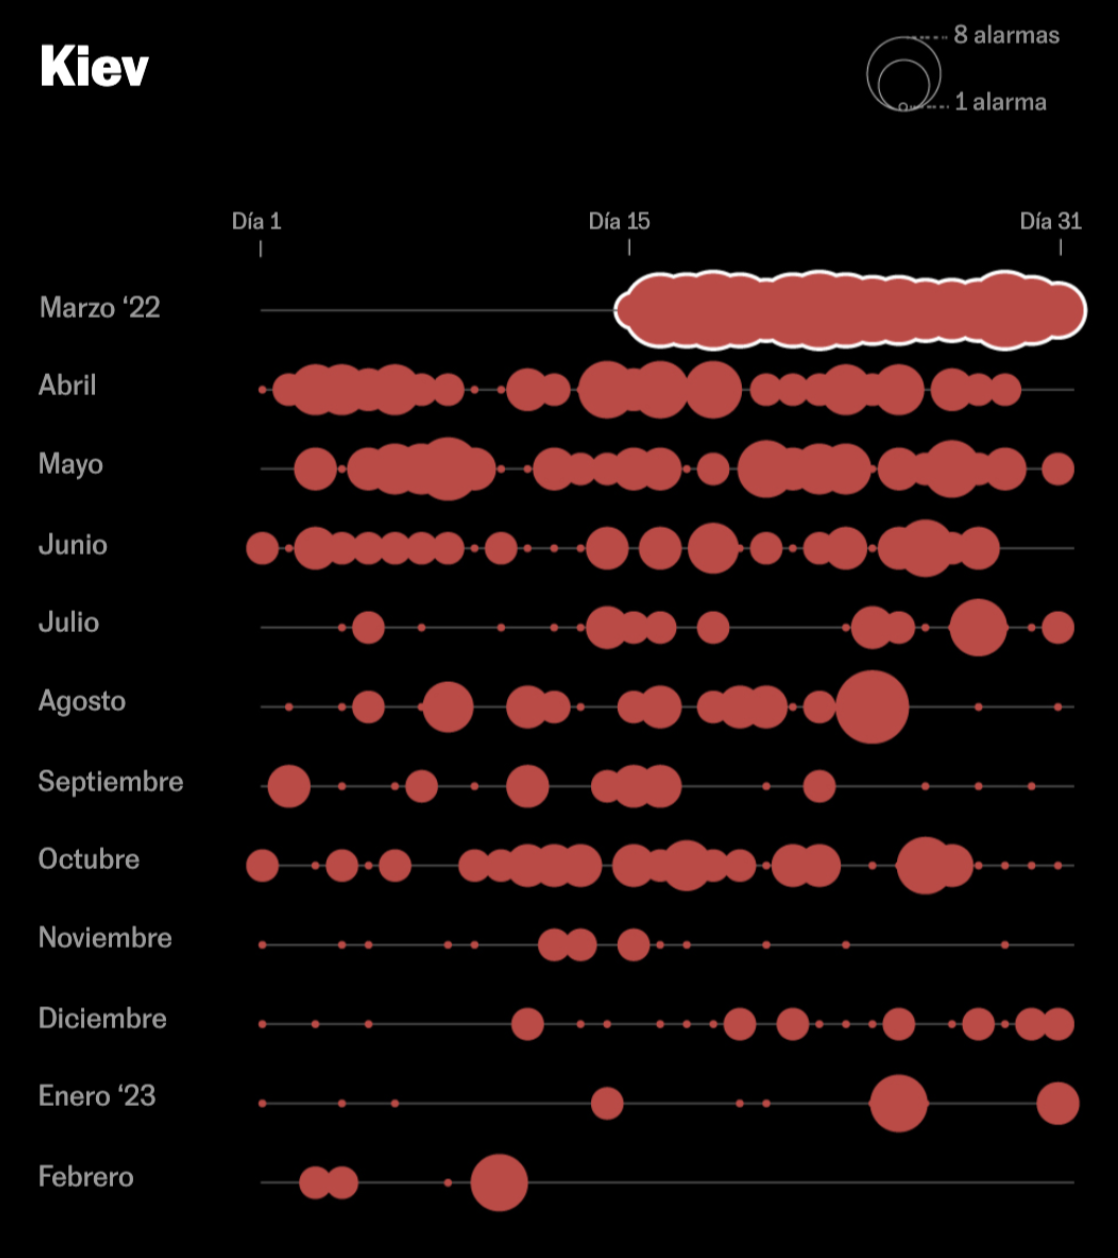 Kiev
8 alarmas
1 alarma
Día 1
Día 15
Día 31
Marzo ‘22
Abril
Mayo
Junio
Julio
Agosto
Septiembre
Octubre
Noviembre
Diciembre
Enero ‘23
Febrero